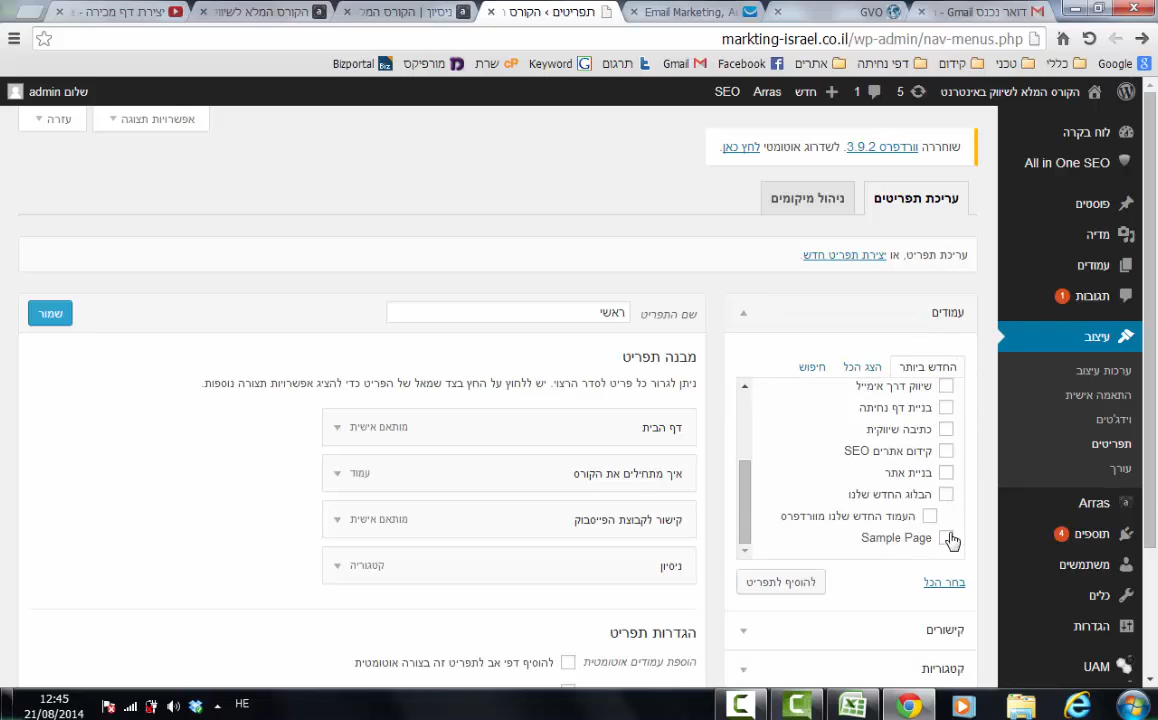 דואר נכנס - Gmail
GVO
Email Marketing, Au
תפריטים ‹ הקורס ו
ניסיון | הקורס המל
הקורס המלא לשיווק
יצירת דף מכירה -
markting-israel.co.il/wp-admin/nav-menus.php
Google כללי טכני קידום דפי נחיתה אתרים Facebook Gmail תרגום Keyword שרת מורפיקס Bizportal
הקורס המלא לשיווק באינטרנט 5 1 חדש Arras SEO
שלום admin
אפשרויות תצוגה
עזרה
שוחררה וורדפרס 3.9.2. לשדרוג אוטומטי לחץ כאן.
עריכת תפריטים
ניהול מיקומים
עריכת תפריט, או יצירת תפריט חדש.
לוח בקרה
All in One SEO
פוסטים
מדיה
עמודים
תגובות 1
עיצוב
ערכות עיצוב
התאמה אישית
וידג'טים
תפריטים
עורך
Arras
תוספים 4
משתמשים
כלים
הגדרות
UAM
עמודים
החדש ביותר הצג הכל חיפוש
שיווק דרך אימייל
בניית דף נחיתה
כתיבה שיווקית
קידום אתרים SEO
בניית אתר
הבלוג החדש שלנו
העמוד החדש שלנו מוורדפרס
Sample Page
בחר הכל
להוסיף לתפריט
קישורים
קטגוריות
שם התפריט ראשי
שמור
מבנה תפריט
ניתן לגרור כל פריט לסדר הרצוי. יש ללחוץ על החץ בצד שמאל של הפריט כדי להציג אפשרויות תצורה נוספות.
דף הבית מותאם אישית
איך מתחילים את הקורס עמוד
קישור לקבוצת הפייסבוק מותאם אישית
ניסיון קטגוריה
הגדרות תפריט
הוספת עמודים אוטומטית להוסיף דפי אב לתפריט זה בצורה אוטומטית
HE
12:45
21/08/2014